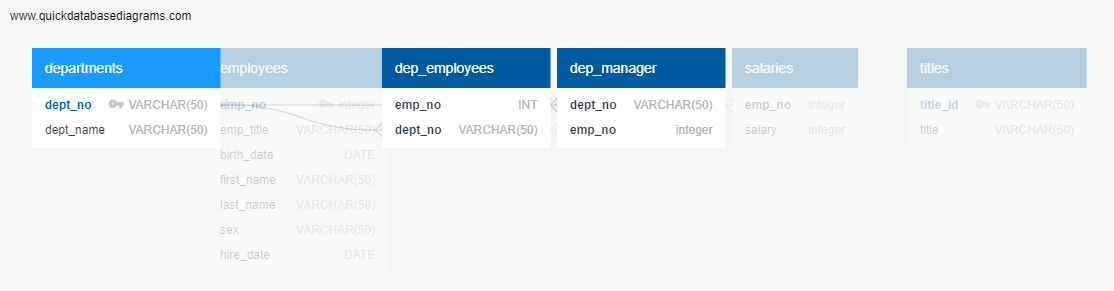 www.quickdatabasediagrams.com
departments
dept_no VARCHAR(50)
dept_name VARCHAR(50)
employees
emp_no integer
emp_title VARCHAR(50)
birth_date DATE
first_name VARCHAR(50)
last_name VARCHAR(50)
sex VARCHAR(50)
hire_date DATE
dep_employees
emp_no INT
dept_no VARCHAR(50)
dep_manager
dept_no VARCHAR(50)
emp_no integer
salaries
emp_no integer
salary integer
titles
title_id VARCHAR(50)
title VARCHAR(50)